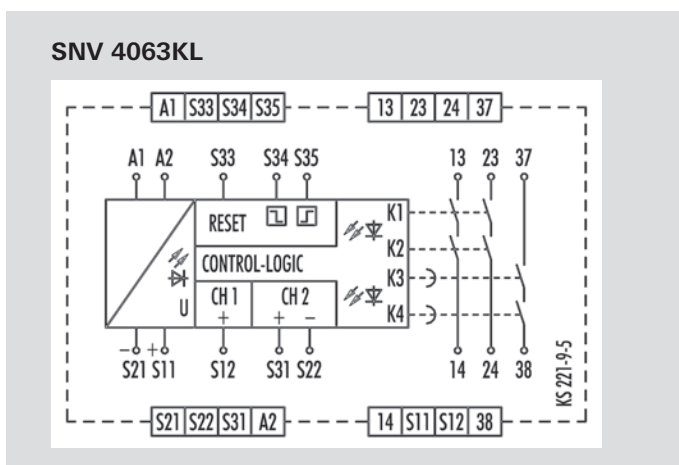 SNV 4063KL
A1 S33 S34 S35 13 23 24 37
A1 A2 S33 S34 S35 13 23 37
RESET K1
K2
CONTROL-LOGIC
K3
CH 1 CH 2
U K4
+ + −
− +
S21 S11 S12 S31 S22 14 24 38
KS 221-9-5
S21 S22 S31 A2 14 S11 S12 38